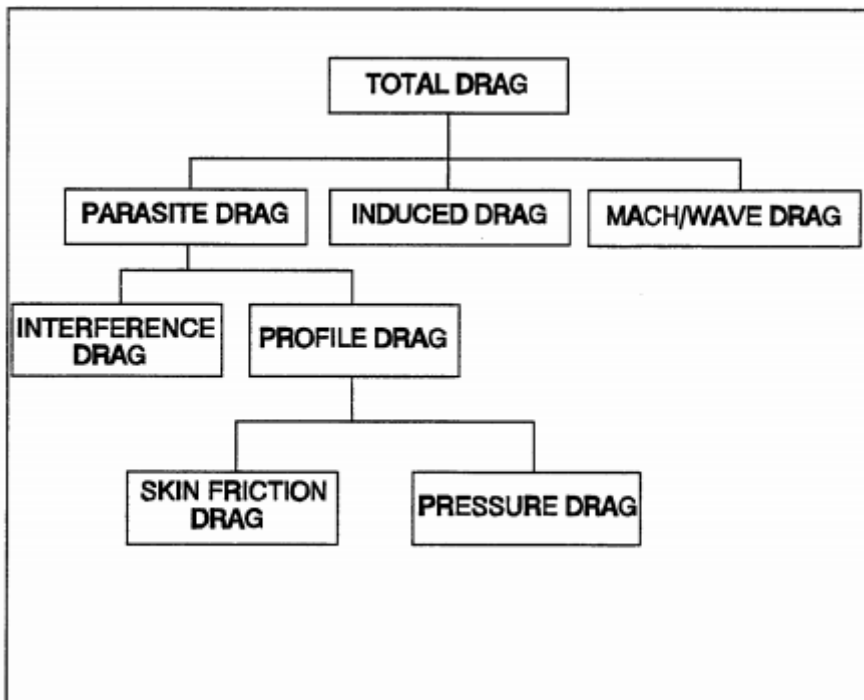 TOTAL DRAG
PARASITE DRAG
INDUCED DRAG
MACH/WAVE DRAG
INTERFERENCE
DRAG
PROFILE DRAG
SKIN FRICTION
DRAG
PRESSURE DRAG